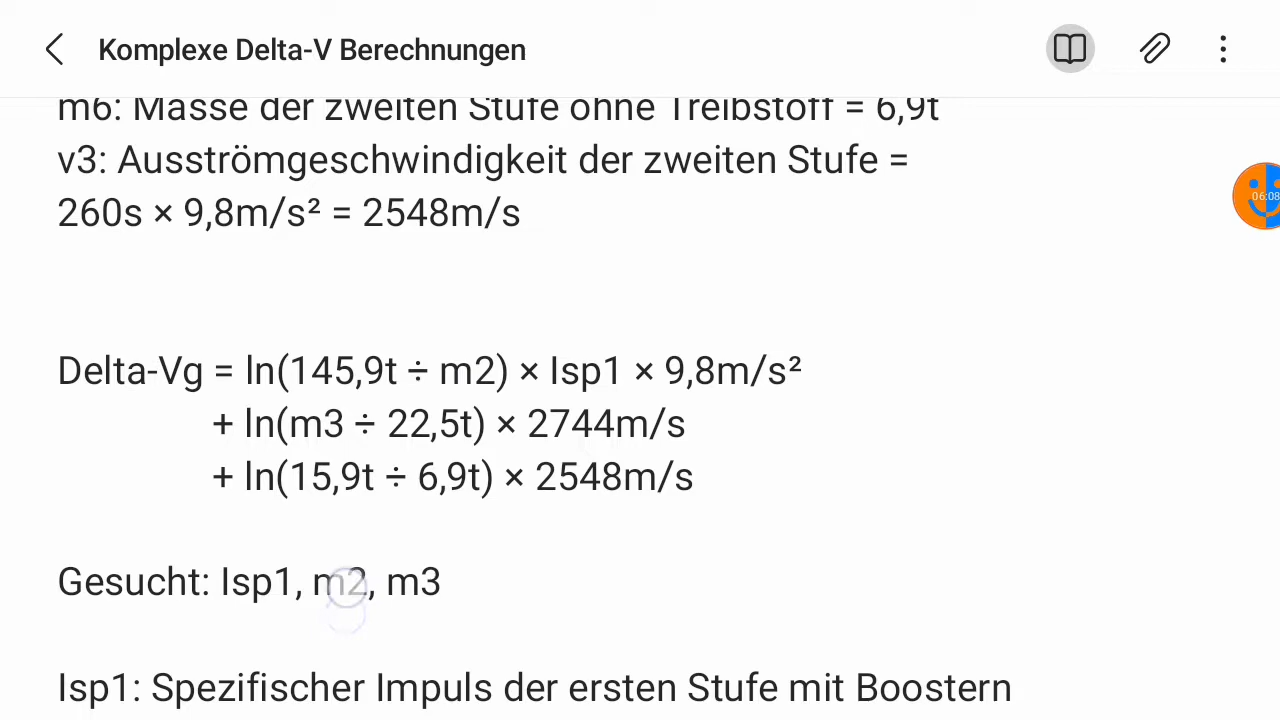 Komplexe Delta-V Berechnungen
m6: Masse der zweiten Stufe ohne Treibstoff = 6,9t
v3: Ausströmgeschwindigkeit der zweiten Stufe =
06:08
260s × 9,8m/s² = 2548m/s
Delta-Vg = ln(145,9t ÷ m2) × Isp1 × 9,8m/s²
+ ln(m3 ÷ 22,5t) × 2744m/s
+ ln(15,9t ÷ 6,9t) × 2548m/s
Gesucht: Isp1, m2, m3
Isp1: Spezifischer Impuls der ersten Stufe mit Boostern